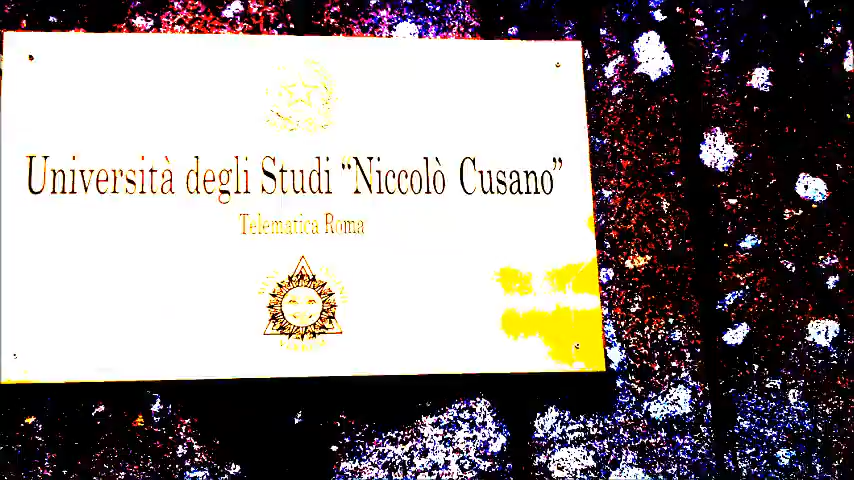 Università degli Studi “Niccolò Cusano”
Telematica Roma